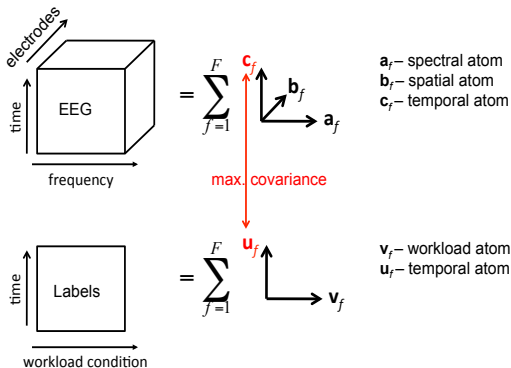 electrodes
time
EEG
frequency
= ∑ F f=1
c_f
b_f
a_f
a_f – spectral atom
b_f – spatial atom
c_f – temporal atom
max. covariance
time
Labels
workload condition
= ∑ F f=1
u_f
v_f
v_f – workload atom
u_f – temporal atom